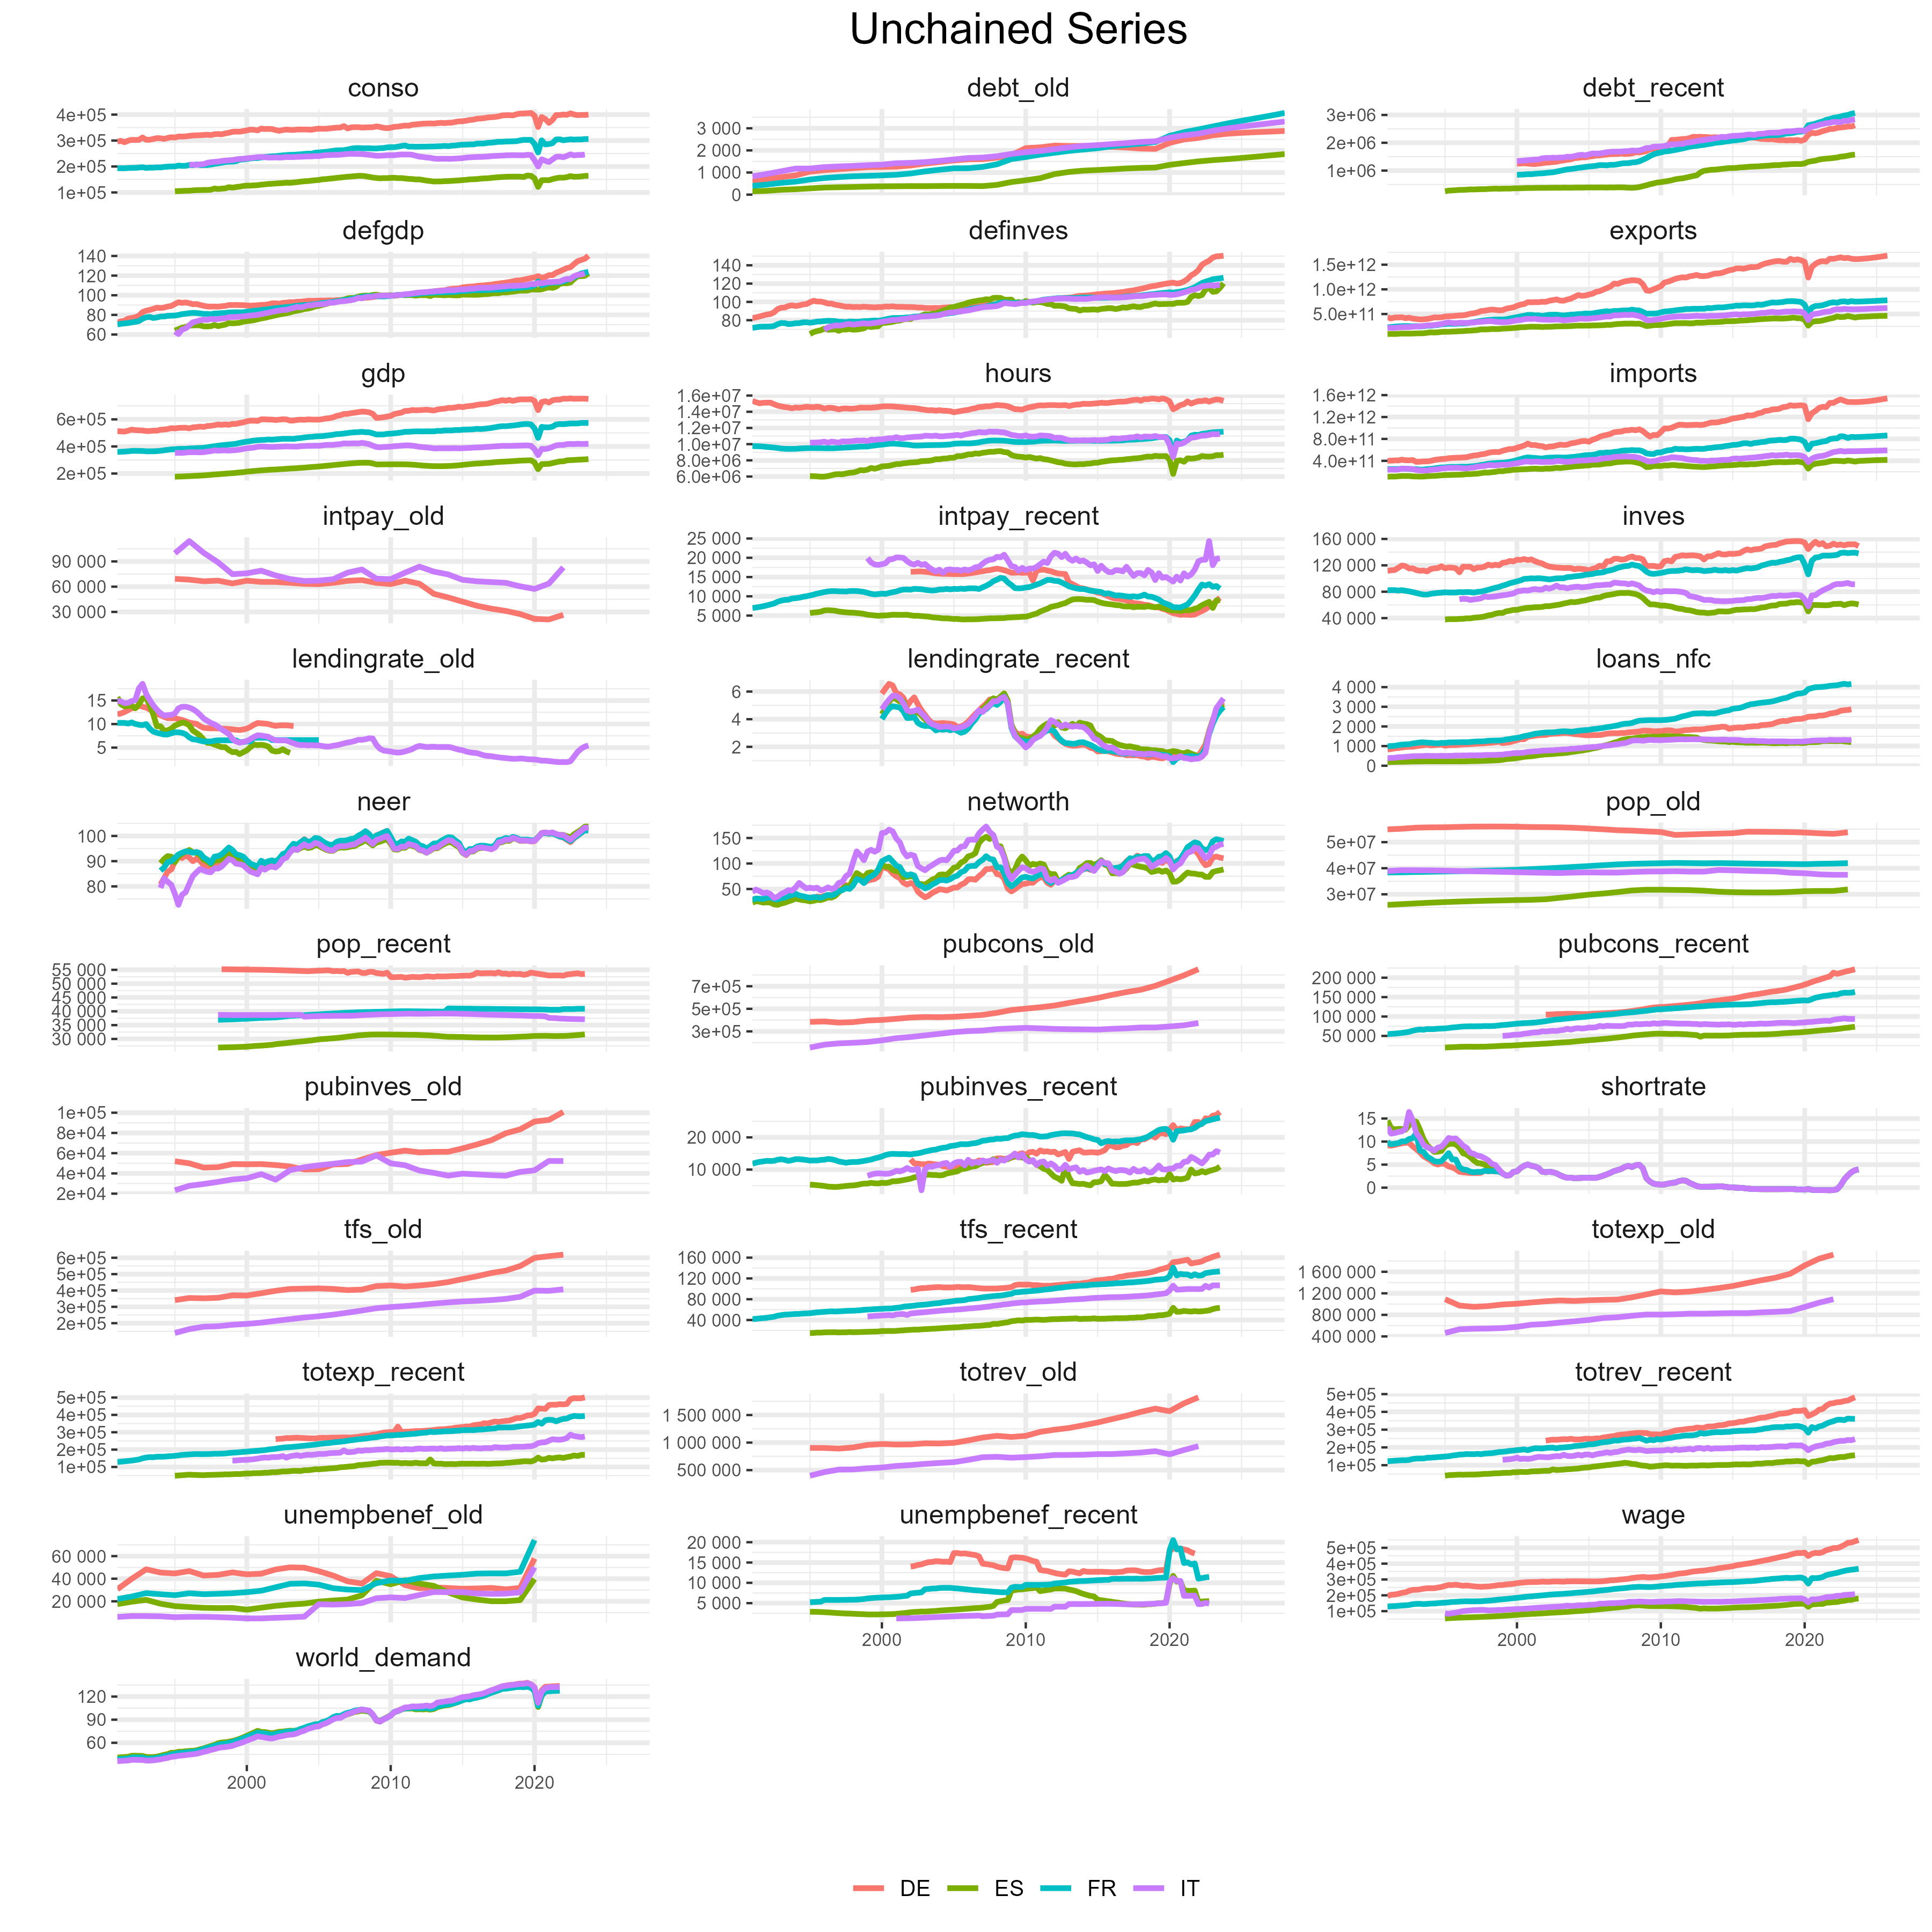 Unchained Series
conso debt_old debt_recent
4e+05 3e+05 2e+05 1e+05
3 000 2 000 1 000 0
3e+06 2e+06 1e+06
defgdp definves exports
140 120 100 80 60
140 120 100 80
1.5e+12 1.0e+12 5.0e+11
gdp hours imports
6e+05 4e+05 2e+05
1.6e+07 1.4e+07 1.2e+07 1.0e+07 8.0e+06 6.0e+06
1.6e+12 1.2e+12 8.0e+11 4.0e+11
intpay_old intpay_recent inves
90 000 60 000 30 000
25 000 20 000 15 000 10 000 5 000
160 000 120 000 80 000 40 000
lendingrate_old lendingrate_recent loans_nfc
15 10 5
6 4 2
4 000 3 000 2 000 1 000 0
neer networth pop_old
100 90 80
150 100 50
5e+07 4e+07 3e+07
pop_recent pubcons_old pubcons_recent
55 000 50 000 45 000 40 000 35 000 30 000
7e+05 5e+05 3e+05
200 000 150 000 100 000 50 000
pubinves_old pubinves_recent shortrate
1e+05 8e+04 6e+04 4e+04 2e+04
20 000 10 000
15 10 5 0
tfs_old tfs_recent totexp_old
6e+05 5e+05 4e+05 3e+05 2e+05
160 000 120 000 80 000 40 000
1 600 000 1 200 000 800 000 400 000
totexp_recent totrev_old totrev_recent
5e+05 4e+05 3e+05 2e+05 1e+05
1 500 000 1 000 000 500 000
5e+05 4e+05 3e+05 2e+05 1e+05
unempbenef_old unempbenef_recent wage
60 000 40 000 20 000
20 000 15 000 10 000 5 000
5e+05 4e+05 3e+05 2e+05 1e+05
2000 2010 2020 2000 2010 2020
world_demand
120 90 60
2000 2010 2020
DE ES FR IT